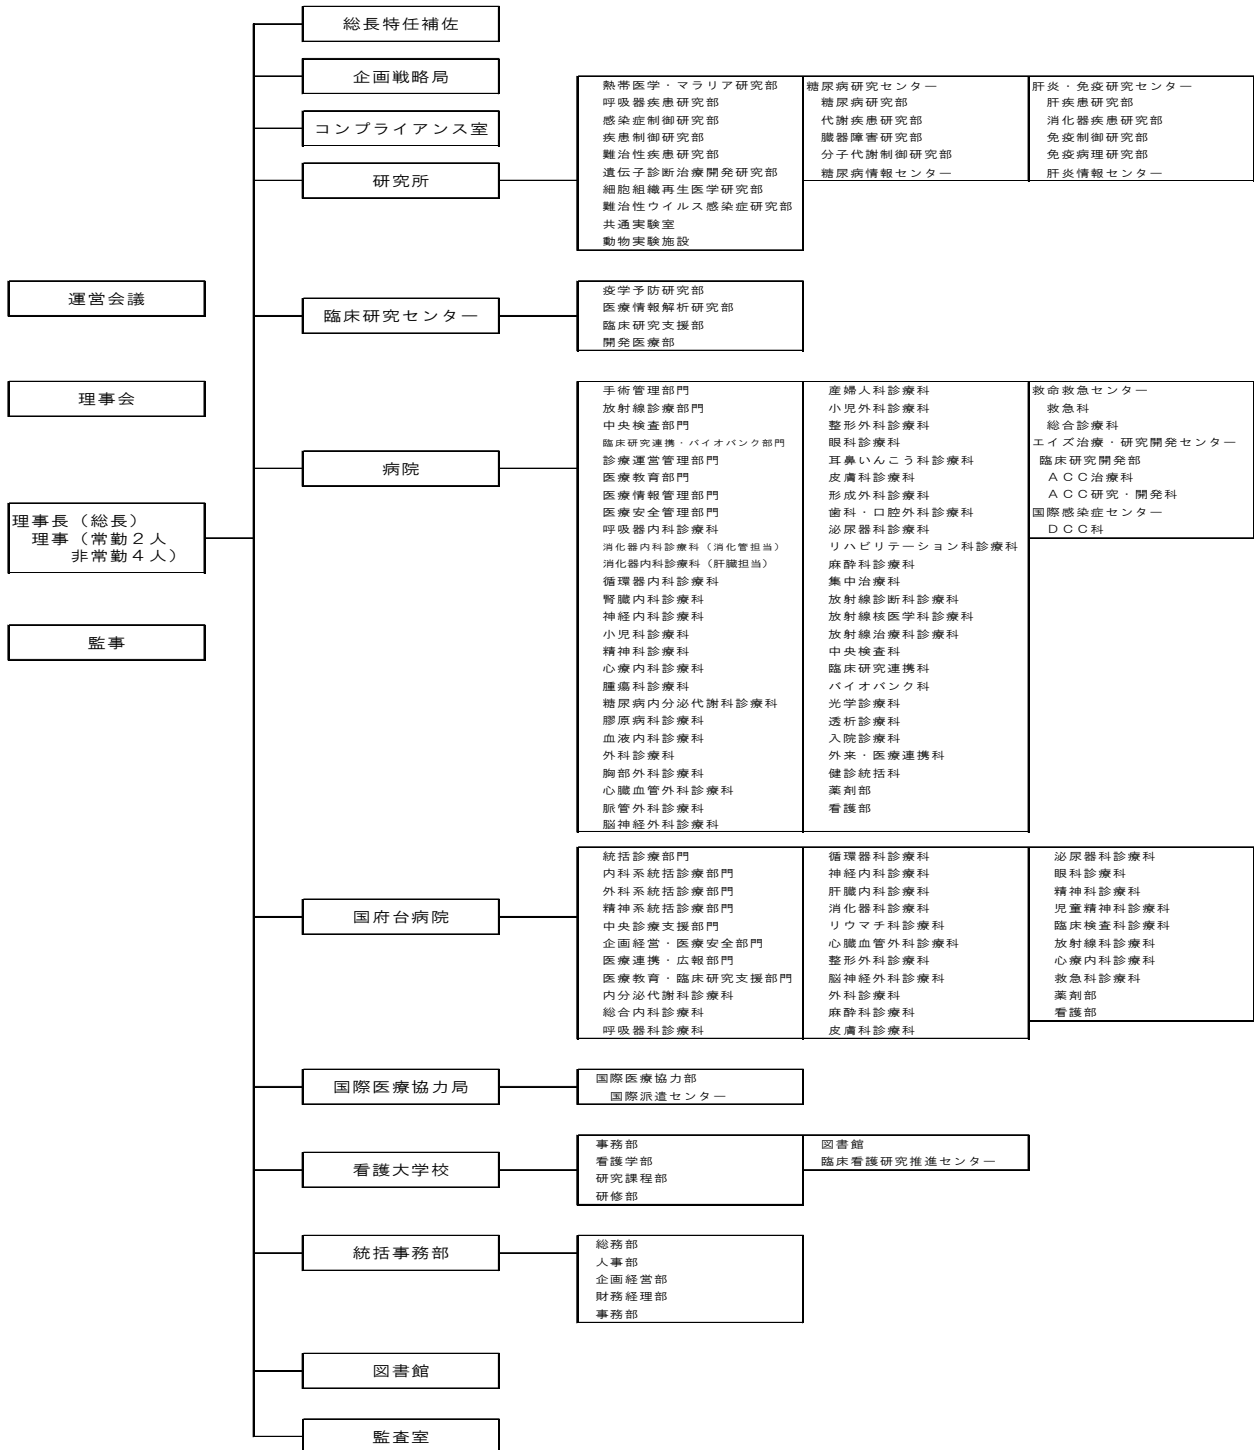 総長特任補佐
企画戦略局
コンプライアンス室
研究所
熱帯医学・マラリア研究部
呼吸器疾患研究部
感染症制御研究部
疾患制御研究部
難治性疾患研究部
遺伝子診断治療開発研究部
細胞組織再生医学研究部
難治性ウイルス感染症研究部
共通実験室
動物実験施設
糖尿病研究センター
糖尿病研究部
代謝疾患研究部
臓器障害研究部
分子代謝制御研究部
糖尿病情報センター
肝炎・免疫研究センター
肝疾患研究部
消化器疾患研究部
免疫制御研究部
免疫病理研究部
肝炎情報センター
運営会議
理事会
理事長（総長）
理事（常勤２人
非常勤４人）
監事
臨床研究センター
疫学予防研究部
医療情報解析研究部
臨床研究支援部
開発医療部
病院
手術管理部門
放射線診療部門
中央検査部門
臨床研究連携・バイオバンク部門
診療運営管理部門
医療教育部門
医療情報管理部門
医療安全管理部門
呼吸器内科診療科
消化器内科診療科（消化管担当）
消化器内科診療科（肝臓担当）
循環器内科診療科
腎臓内科診療科
神経内科診療科
小児科診療科
精神科診療科
心療内科診療科
腫瘍科診療科
糖尿病内分泌代謝科診療科
膠原病科診療科
血液内科診療科
外科診療科
胸部外科診療科
心臓血管外科診療科
脈管外科診療科
脳神経外科診療科
産婦人科診療科
小児外科診療科
整形外科診療科
眼科診療科
耳鼻いんこう科診療科
皮膚科診療科
形成外科診療科
歯科・口腔外科診療科
泌尿器科診療科
リハビリテーション科診療科
麻酔科診療科
集中治療科
放射線診断科診療科
放射線核医学科診療科
放射線治療科診療科
中央検査科
臨床研究連携科
バイオバンク科
光学診療科
透析診療科
入院診療科
外来・医療連携科
健診統括科
薬剤部
看護部
救命救急センター
救急科
総合診療科
エイズ治療・研究開発センター
臨床研究開発部
ＡＣＣ治療科
ＡＣＣ研究・開発科
国際感染症センター
ＤＣＣ科
国府台病院
統括診療部門
内科系統括診療部門
外科系統括診療部門
精神系統括診療部門
中央診療支援部門
企画経営・医療安全部門
医療連携・広報部門
医療教育・臨床研究支援部門
内分泌代謝科診療科
総合内科診療科
呼吸器科診療科
循環器科診療科
神経内科診療科
肝臓内科診療科
消化器科診療科
リウマチ科診療科
心臓血管外科診療科
整形外科診療科
脳神経外科診療科
外科診療科
麻酔科診療科
皮膚科診療科
泌尿器科診療科
眼科診療科
精神科診療科
児童精神科診療科
臨床検査科診療科
放射線科診療科
心療内科診療科
救急科診療科
薬剤部
看護部
国際医療協力局
国際医療協力部
国際派遣センター
看護大学校
事務部
看護学部
研究課程部
研修部
図書館
臨床看護研究推進センター
統括事務部
総務部
人事部
企画経営部
財務経理部
事務部
図書館
監査室